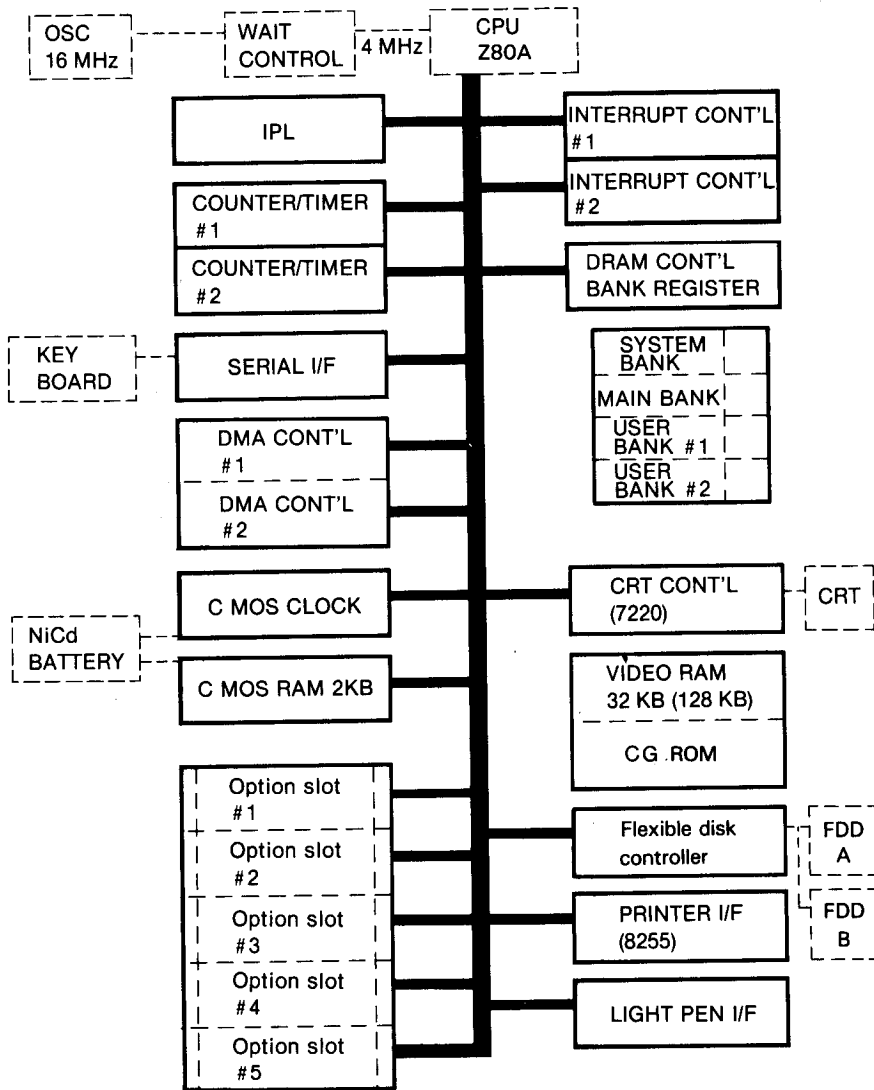 OSC
16 MHz
WAIT
CONTROL
4 MHz
CPU
Z80A
IPL
INTERRUPT CONT'L
#1
INTERRUPT CONT'L
#2
COUNTER/TIMER
#1
COUNTER/TIMER
#2
DRAM CONT'L
BANK REGISTER
KEY
BOARD
SERIAL I/F
SYSTEM
BANK
MAIN BANK
USER
BANK #1
USER
BANK #2
DMA CONT'L
#1
DMA CONT'L
#2
C MOS CLOCK
CRT CONT'L
(7220)
CRT
NiCd
BATTERY
C MOS RAM 2KB
VIDEO RAM
32 KB (128 KB)
CG ROM
Option slot
#1
Option slot
#2
Option slot
#3
Option slot
#4
Option slot
#5
Flexible disk
controller
FDD
A
PRINTER I/F
(8255)
FDD
B
LIGHT PEN I/F